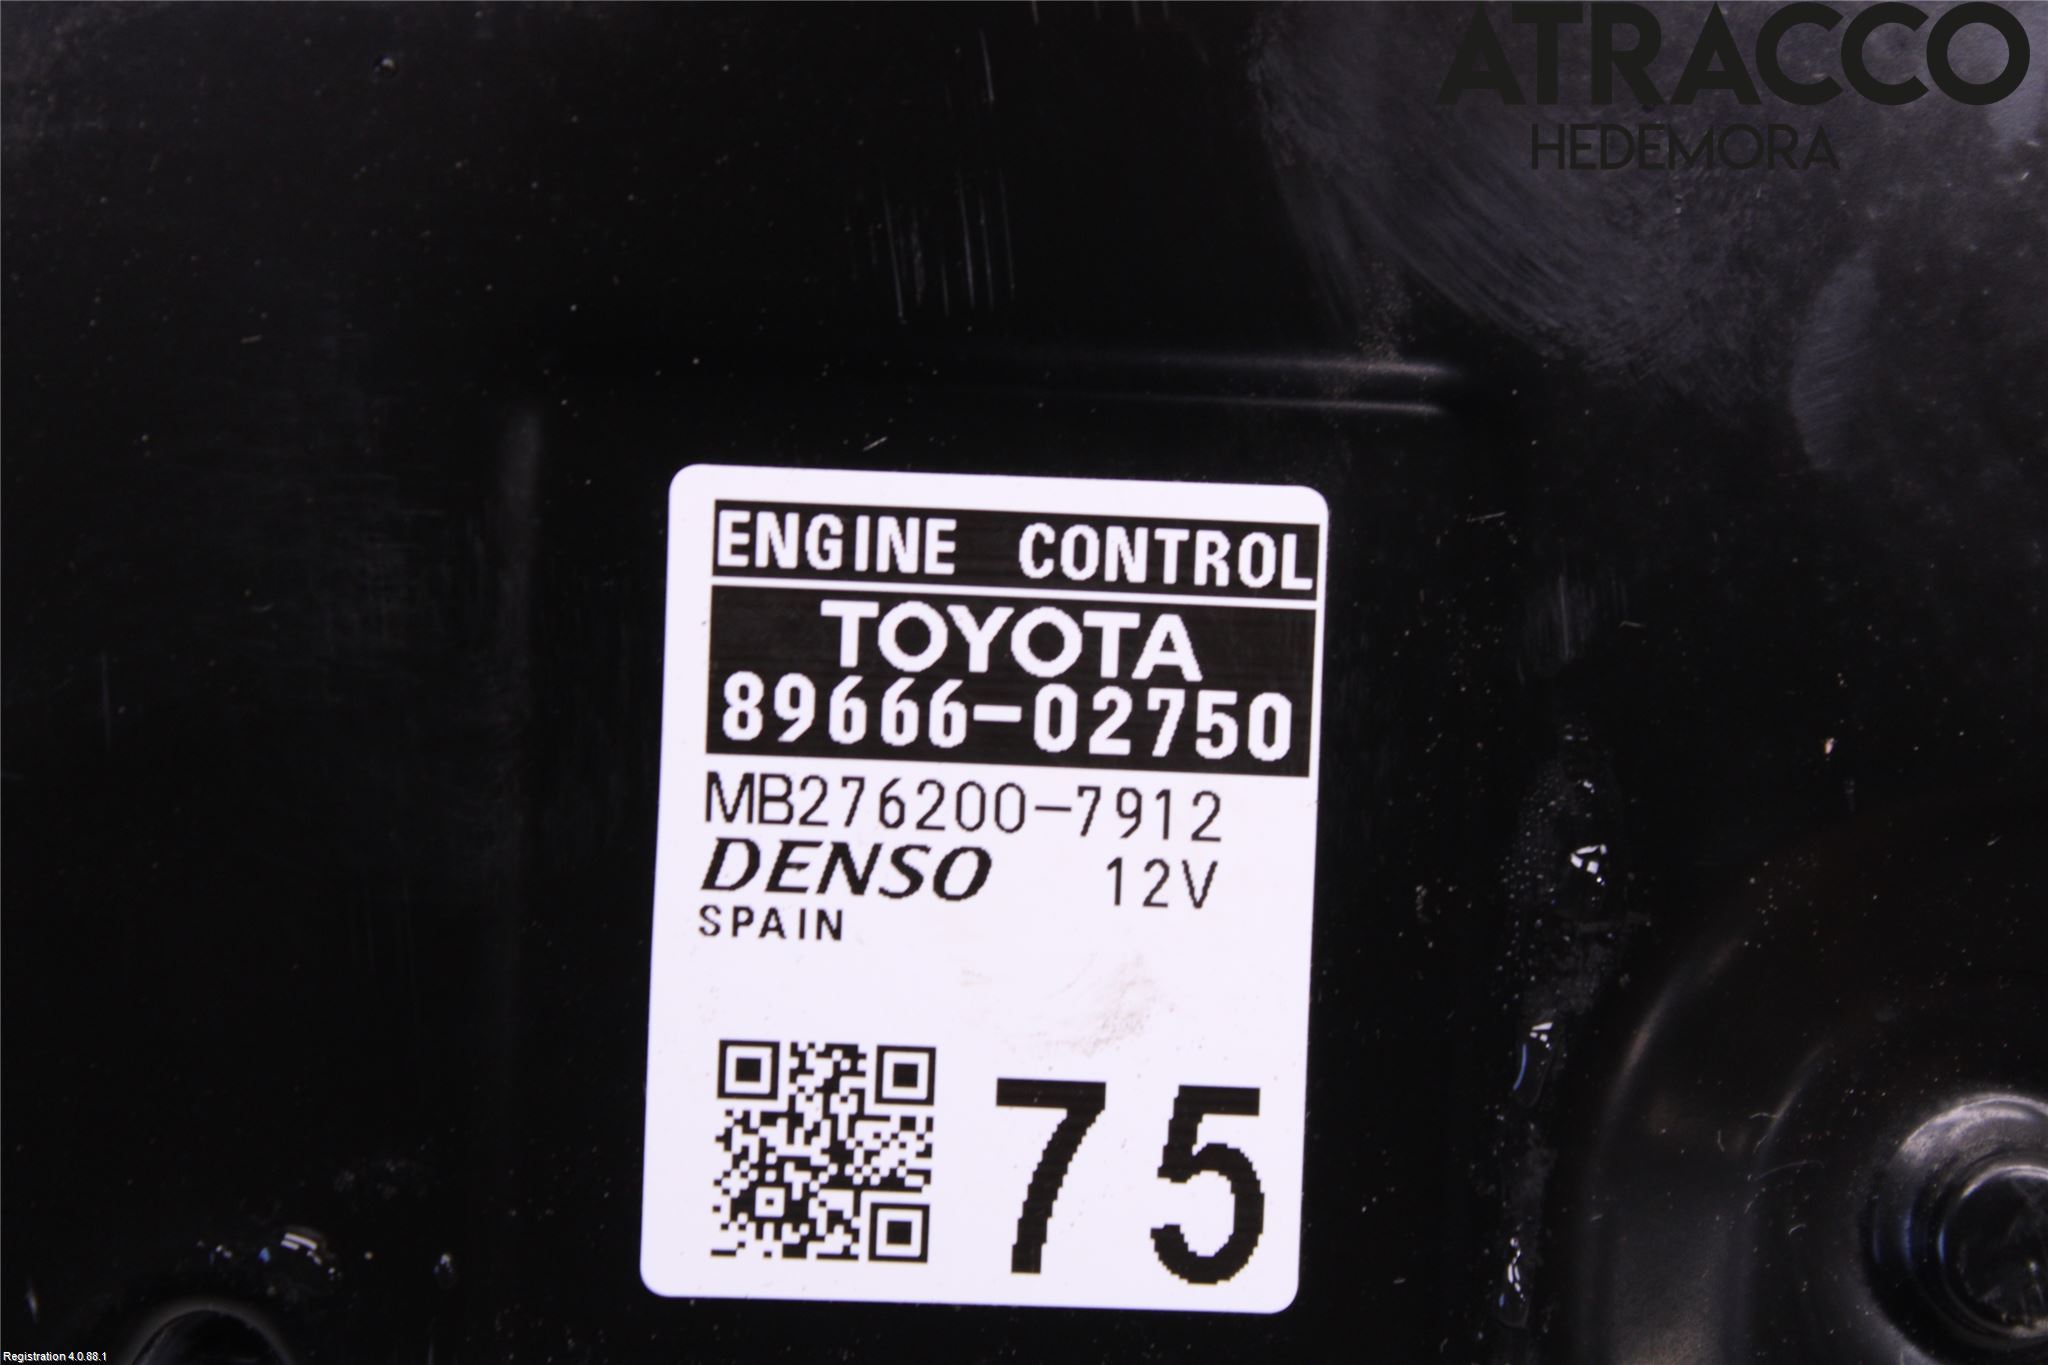 ATRACCO
HEDEMORA
ENGINE CONTROL
TOYOTA
89666-02750
MB276200-7912
DENSO 12V
SPAIN
75
Registration 4.0.88.1